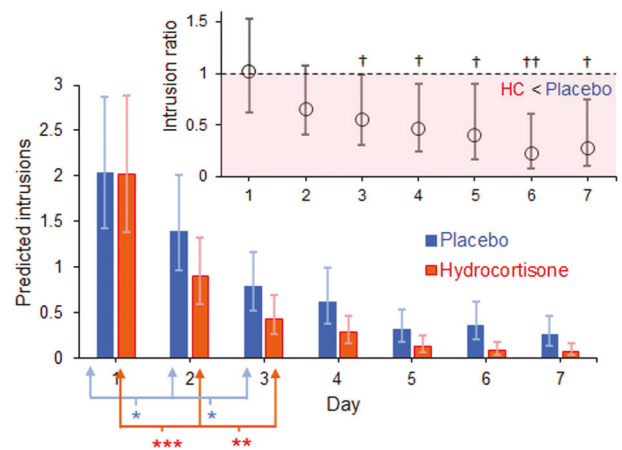 Intrusion ratio
1.5
1
0.5
0
† † † †† †
HC < Placebo
1 2 3 4 5 6 7
Predicted intrusions
3
2.5
2
1.5
1
0.5
0
Placebo
Hydrocortisone
1 2 3 4 5 6 7
Day
* *
*** **